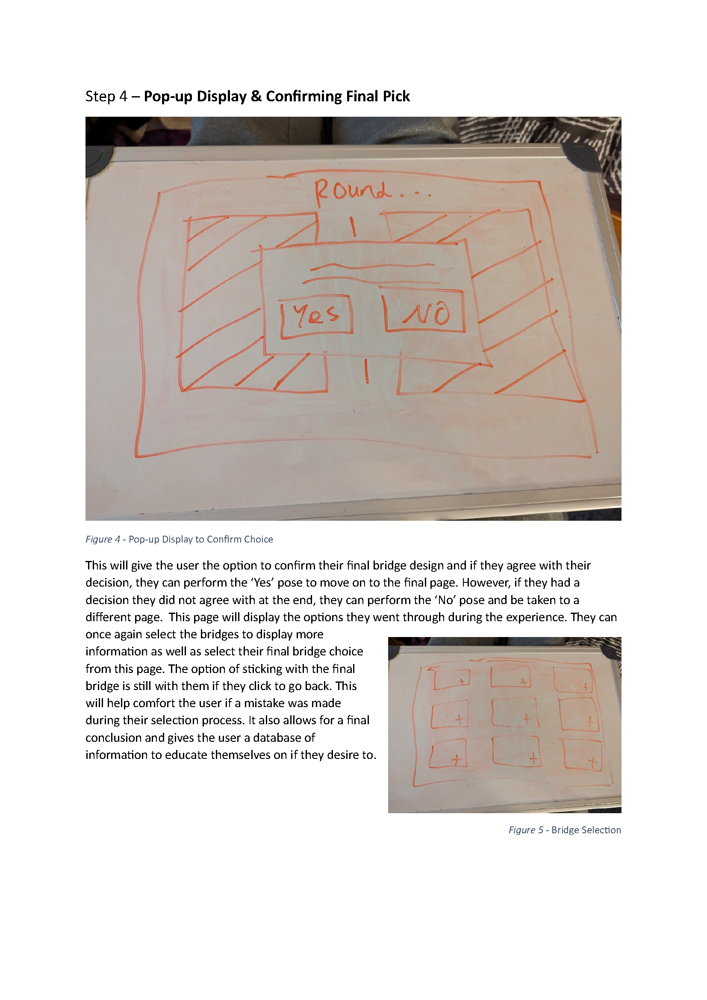 Step 4 – Pop-up Display & Confirming Final Pick
Round...
Yes
NO
Figure 4 - Pop-up Display to Confirm Choice
This will give the user the option to confirm their final bridge design and if they agree with their
decision, they can perform the ‘Yes’ pose to move on to the final page. However, if they had a
decision they did not agree with at the end, they can perform the ‘No’ pose and be taken to a
different page.  This page will display the options they went through during the experience. They can
once again select the bridges to display more
information as well as select their final bridge choice
from this page. The option of sticking with the final
bridge is still with them if they click to go back. This
will help comfort the user if a mistake was made
during their selection process. It also allows for a final
conclusion and gives the user a database of
information to educate themselves on if they desire to.
+ + +
+ + +
+ + +
Figure 5 - Bridge Selection